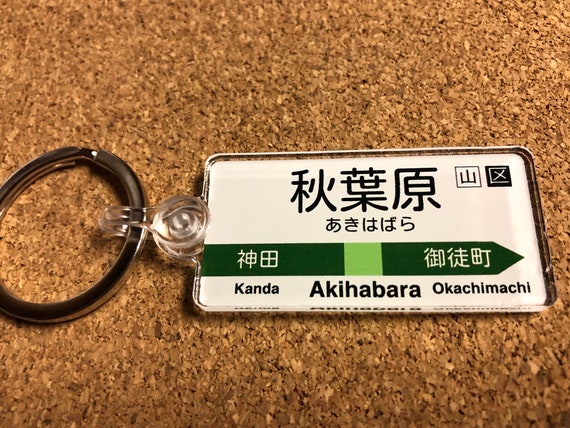 秋葉原 山 区
あきはばら
神田 御徒町
Kanda Akihabara Okachimachi